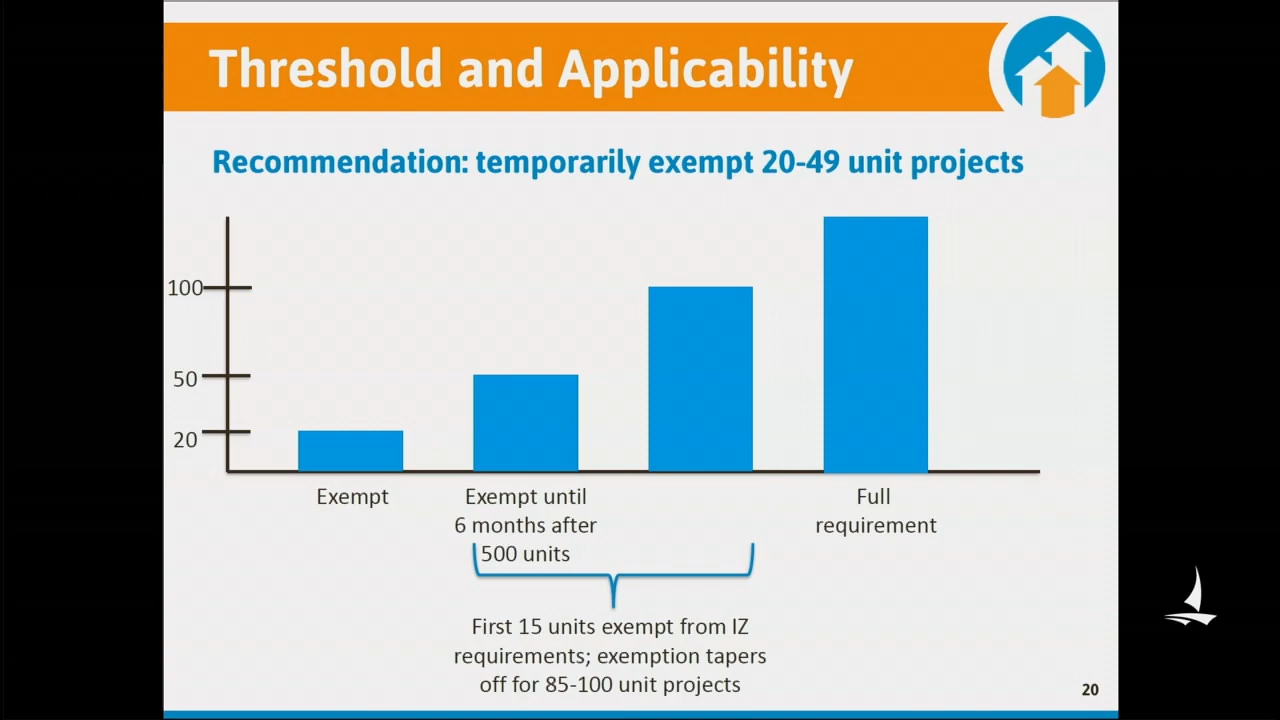 Threshold and Applicability
Recommendation: temporarily exempt 20-49 unit projects
100
50
20
Exempt
Exempt until
6 months after
500 units
Full
requirement
First 15 units exempt from IZ
requirements; exemption tapers
off for 85-100 unit projects
20